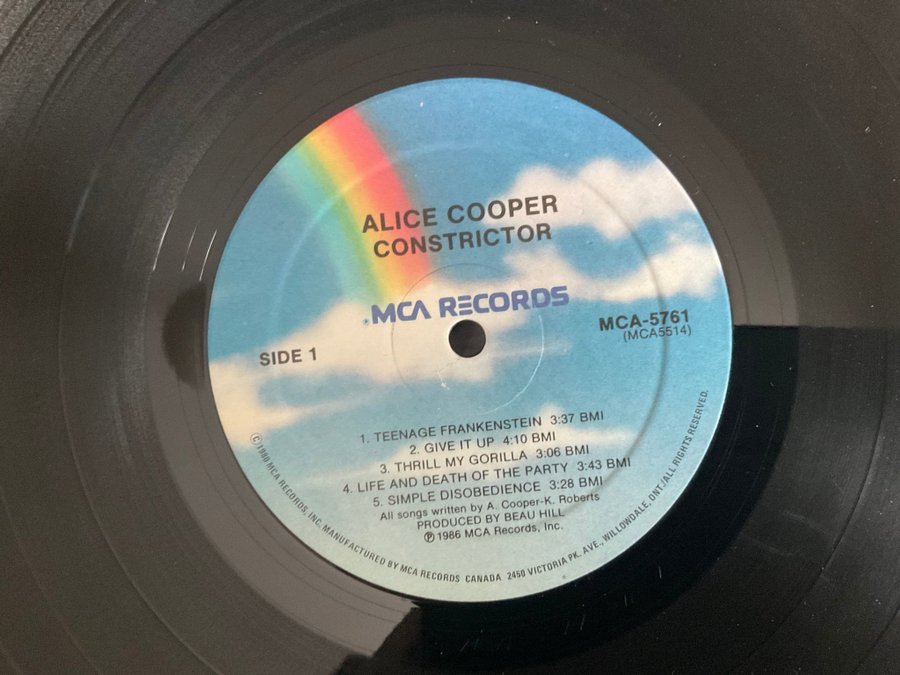 ALICE COOPER
CONSTRICTOR
®MCA RECORDS
SIDE 1
MCA-5761
(MCA5514)
1. TEENAGE FRANKENSTEIN 3:37 BMI
2. GIVE IT UP 4:10 BMI
3. THRILL MY GORILLA 3:06 BMI
4. LIFE AND DEATH OF THE PARTY 3:43 BMI
5. SIMPLE DISOBEDIENCE 3:28 BMI
All songs written by A. Cooper-K. Roberts
PRODUCED BY BEAU HILL
℗1986 MCA Records, Inc.
©1980 MCA RECORDS, INC. MANUFACTURED BY MCA RECORDS CANADA 2450 VICTORIA PK. AVE., WILLOWDALE, ONT./ALL RIGHTS RESERVED.